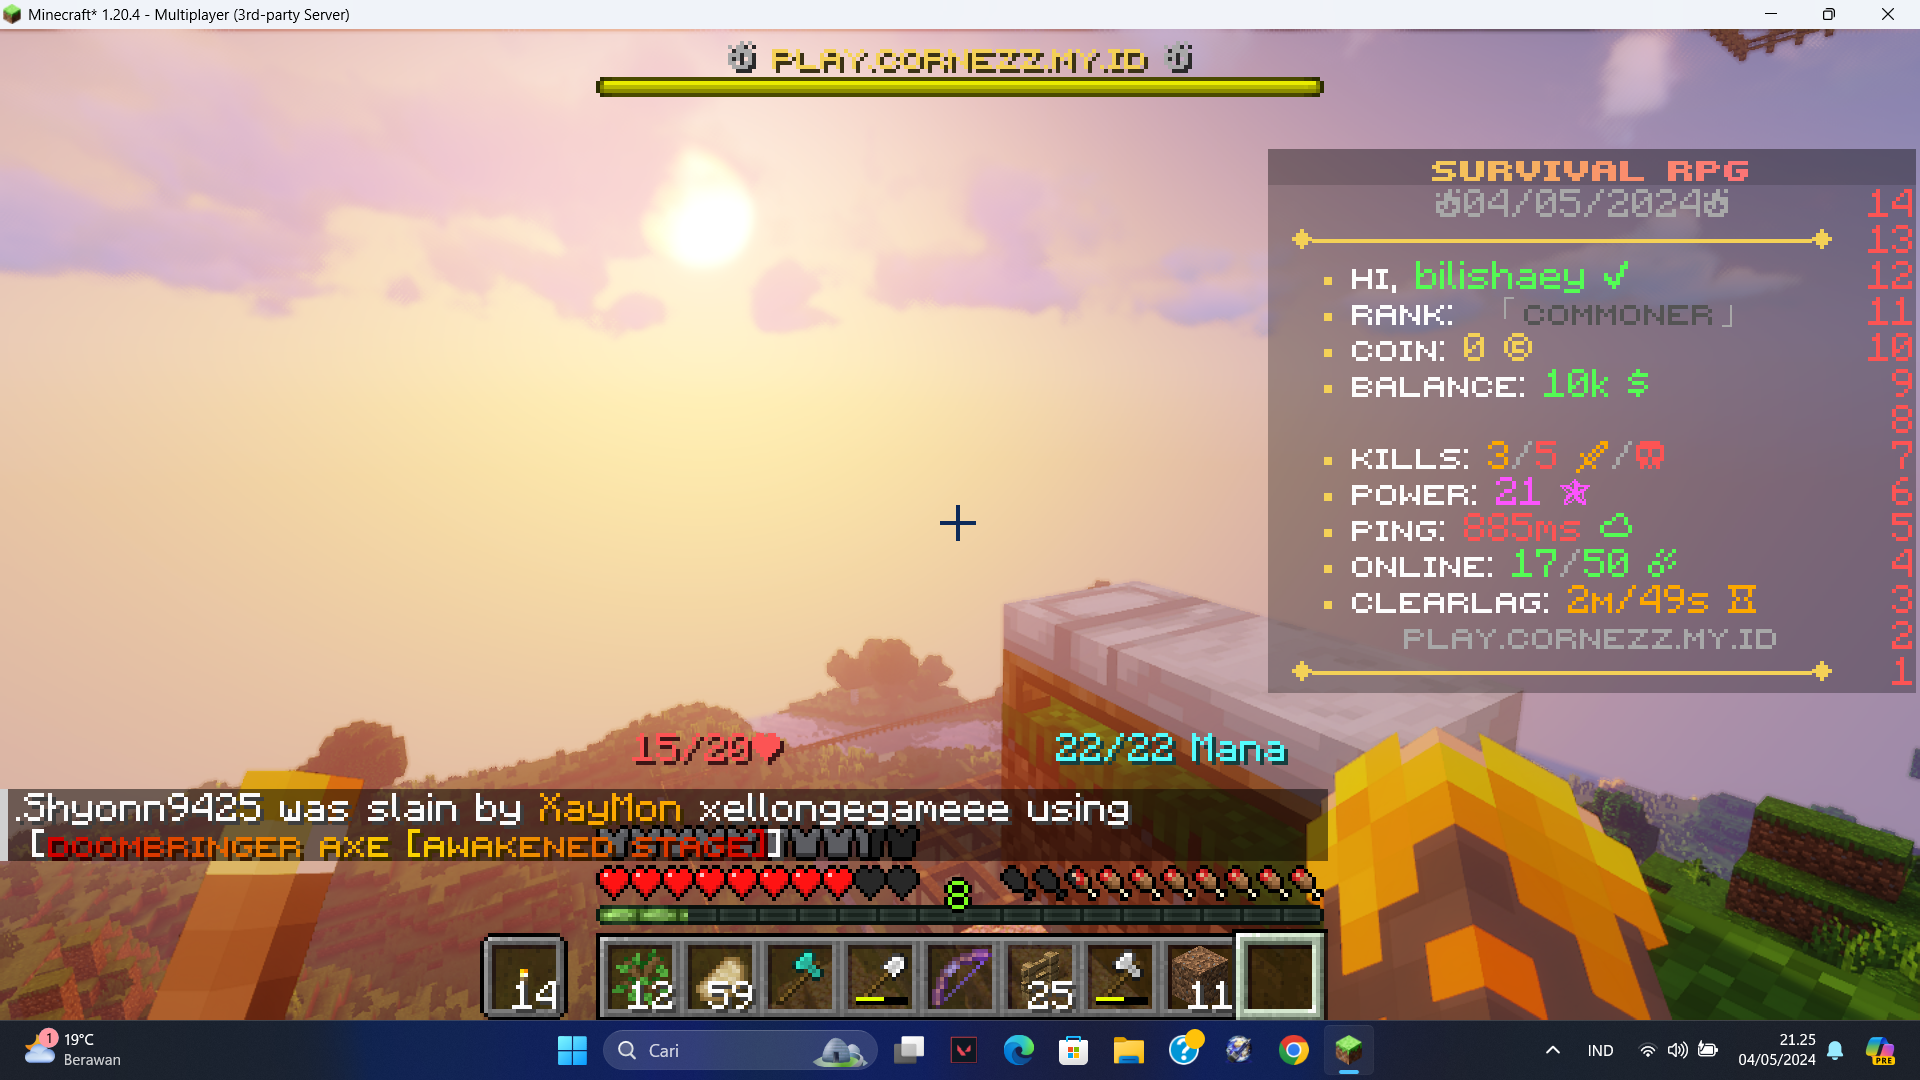 Minecraft* 1.20.4 - Multiplayer (3rd-party Server)
PLAY.CORNEZZ.MY.ID
SURVIVAL RPG
04/05/2024 14
13
HI, bilishaey ✓ 12
RANK: 「COMMONER」 11
COIN: 0 © 10
BALANCE: 10k $ 9
8
KILLS: 3/5 🗡/☠ 7
POWER: 21 6
PING: 885ms ☁ 5
ONLINE: 17/50 4
CLEARLAG: 2M/49S 3
PLAY.CORNEZZ.MY.ID 2
1
15/20❤ 22/22 Mana
.Shyonn9425 was slain by XayMon xellongegameee using
[DOOMBRINGER AXE [AWAKENED STAGE]]
8
14 12 59 25 11
1 19°C
Berawan
Cari
PRE
IND
21.25
04/05/2024